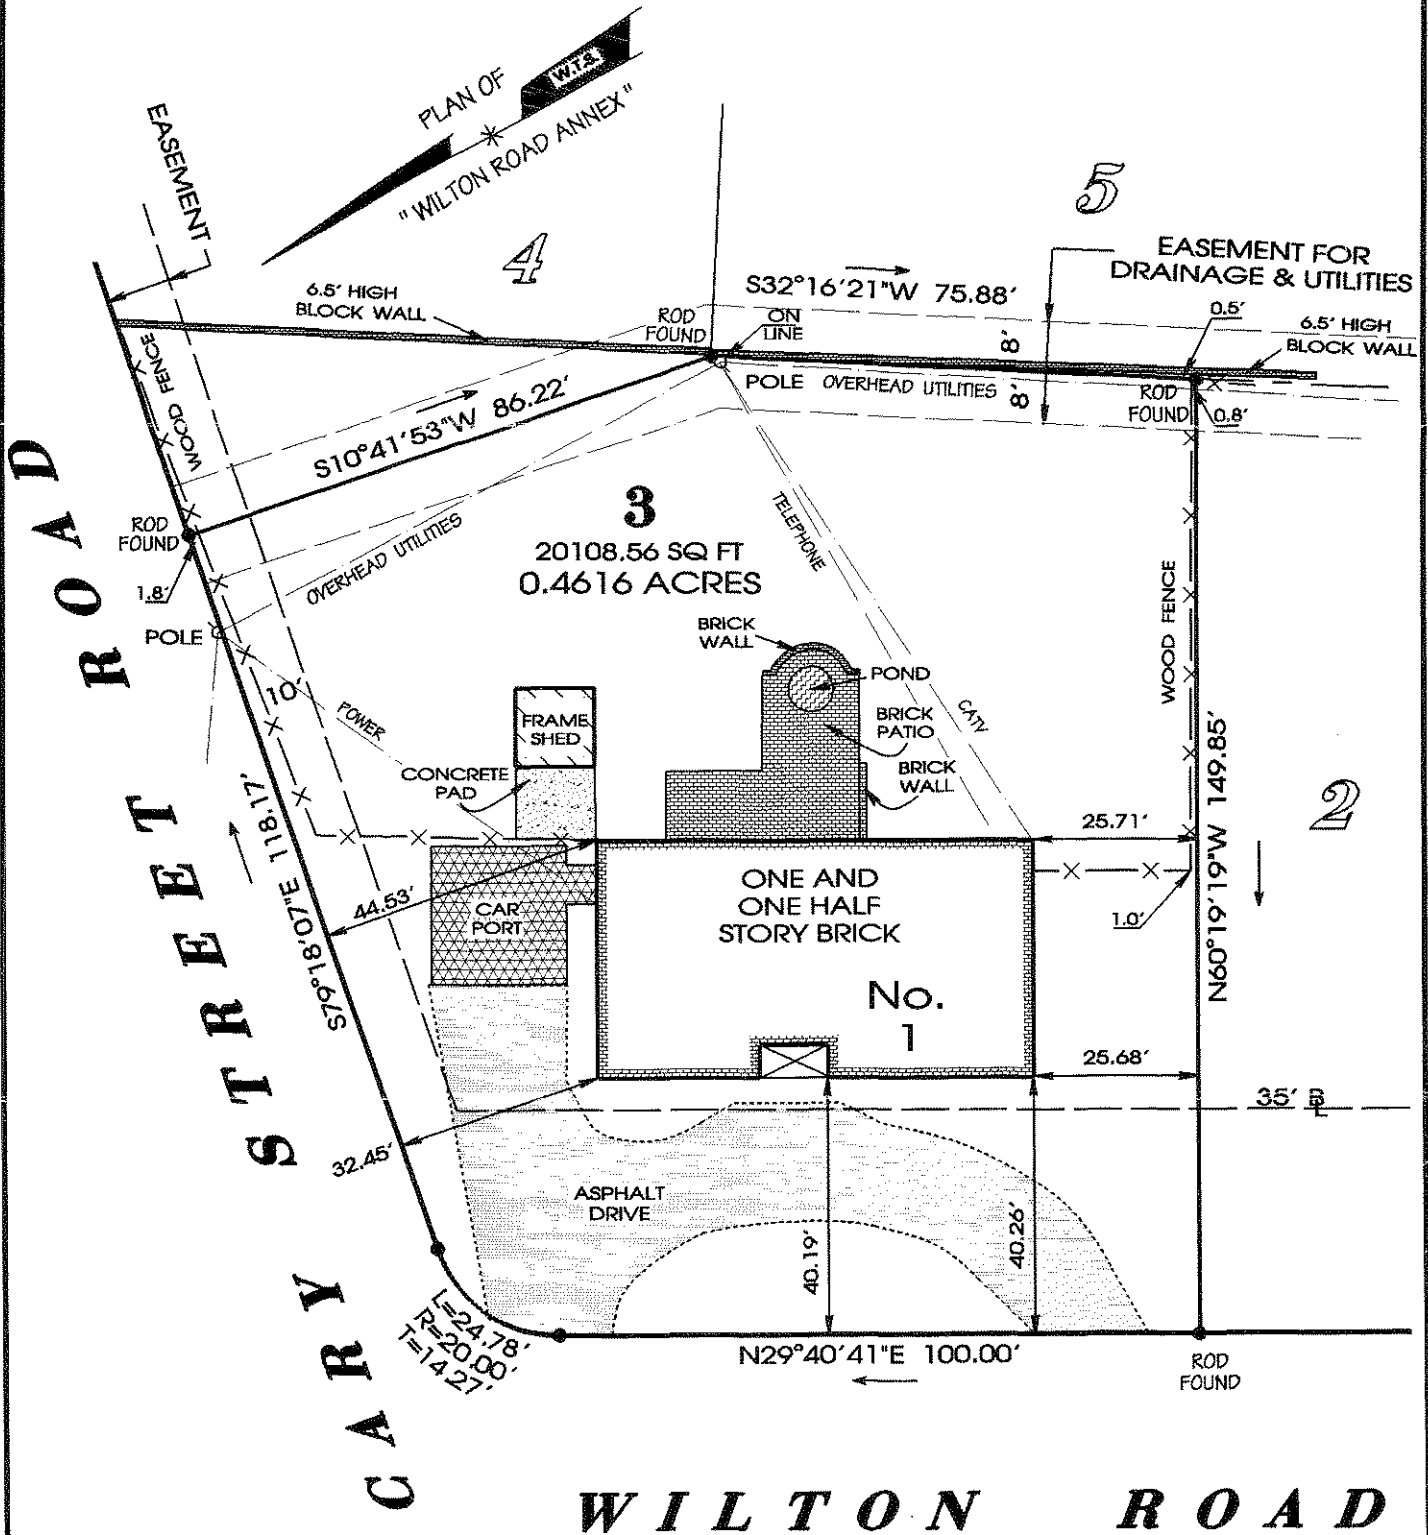 W.T.S.
PLAN OF
"WILTON ROAD ANNEX"
EASEMENT
5
4
EASEMENT FOR
DRAINAGE & UTILITIES
6.5' HIGH
BLOCK WALL
S32°16'21"W 75.88'
ROD
FOUND
ON
LINE
8'
8'
0.5'
6.5' HIGH
BLOCK WALL
WOOD FENCE
POLE
OVERHEAD UTILITIES
ROD
FOUND
0.8'
S10°41'53"W 86.22'
ROD
FOUND
1.8'
OVERHEAD UTILITIES
3
20108.56 SQ FT
0.4616 ACRES
TELEPHONE
WOOD FENCE
POLE
10'
POWER
BRICK
WALL
POND
FRAME
SHED
BRICK
PATIO
CATV
CONCRETE
PAD
BRICK
WALL
N60°19'19"W 149.85'
2
S79°18'07"E 118.17'
25.71'
44.53'
CAR
PORT
ONE AND
ONE HALF
STORY BRICK
No.
1
1.0'
25.68'
35' BL
32.45'
ASPHALT
DRIVE
40.19'
40.26'
L=24.78'
R=20.00'
T=14.27'
N29°40'41"E 100.00'
ROD
FOUND
CARY STREET ROAD
WILTON ROAD